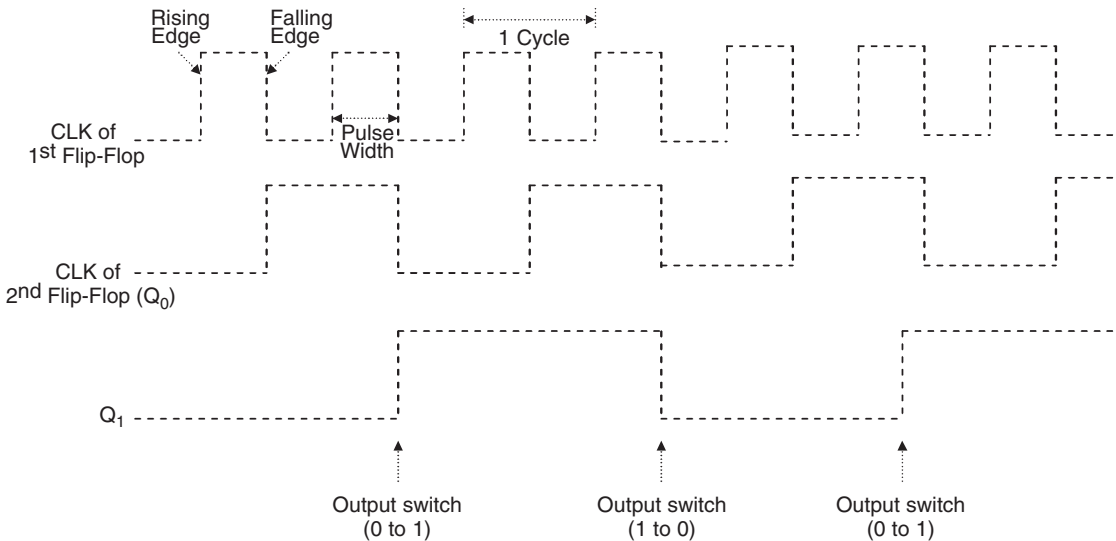 Rising
Edge
Falling
Edge
1 Cycle
CLK of
1st Flip-Flop
Pulse
Width
CLK of
2nd Flip-Flop (Q0)
Q1
Output switch
(0 to 1)
Output switch
(1 to 0)
Output switch
(0 to 1)